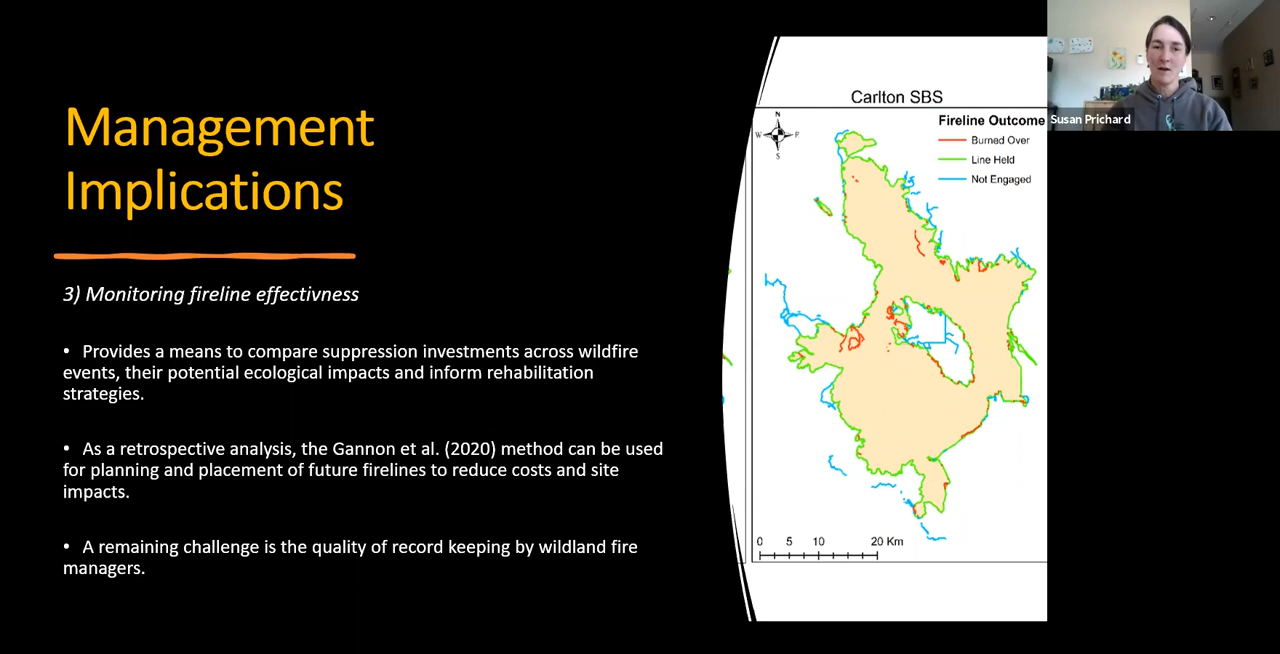 Management
Implications
3) Monitoring fireline effectivness
• Provides a means to compare suppression investments across wildfire
events, their potential ecological impacts and inform rehabilitation
strategies.
• As a retrospective analysis, the Gannon et al. (2020) method can be used
for planning and placement of future firelines to reduce costs and site
impacts.
• A remaining challenge is the quality of record keeping by wildland fire
managers.
Carlton SBS
N
W E
S
Fireline Outcome
Burned Over
Line Held
Not Engaged
0 5 10 20 Km
Susan Prichard